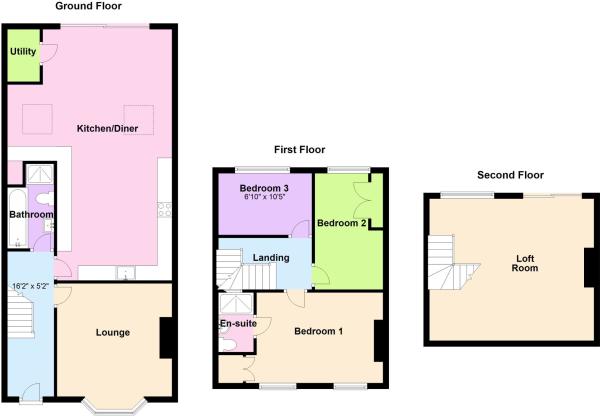 Ground Floor
Utility
Kitchen/Diner
Bathroom
16'2" x 5'2"
Lounge
First Floor
Bedroom 3
6'10" x 10'5"
Bedroom 2
Landing
En-suite
Bedroom 1
Second Floor
Loft
Room